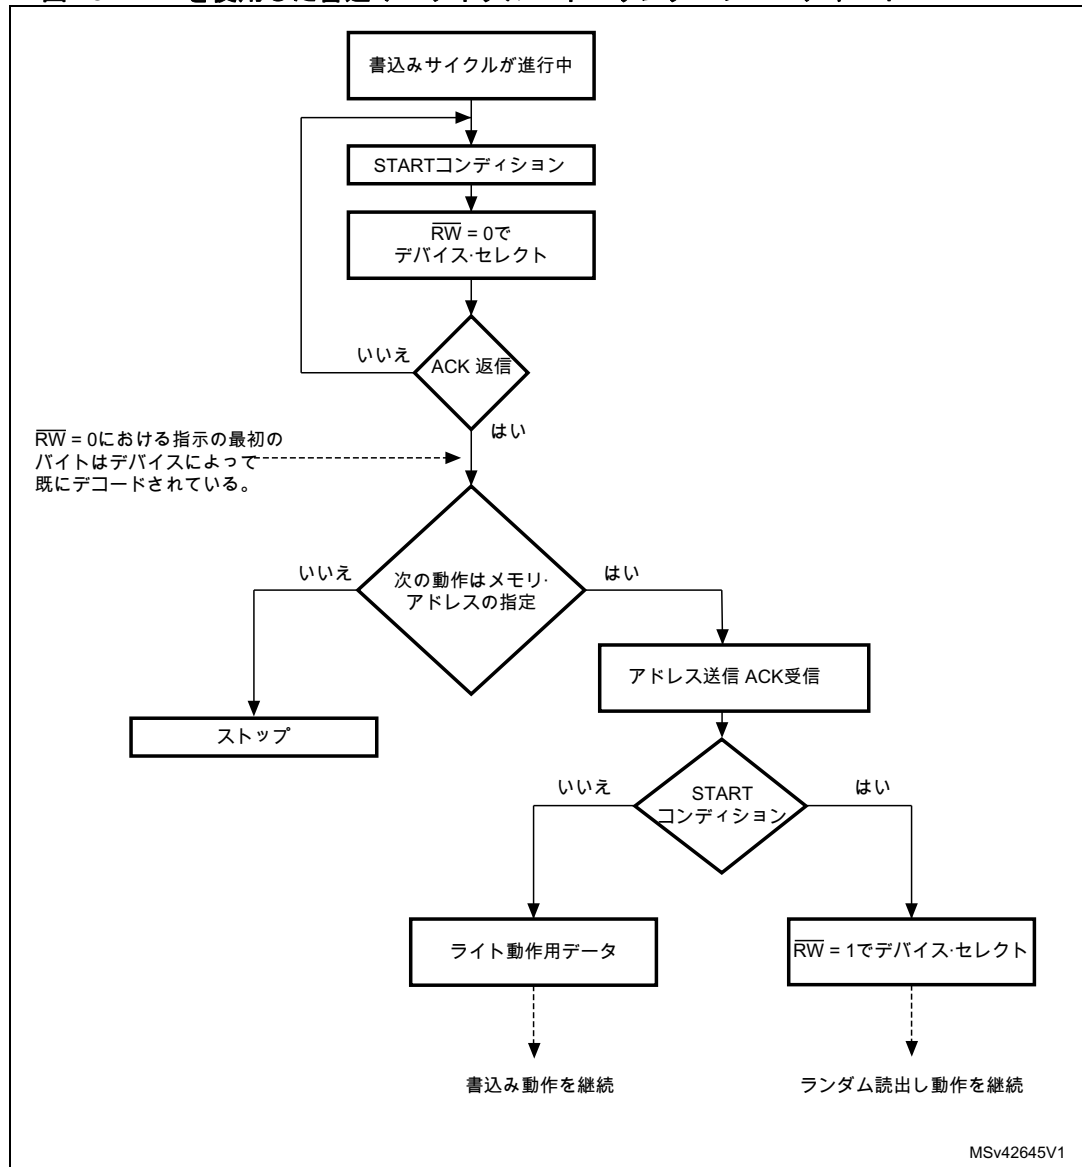 書込みサイクルが進行中
STARTコンディション
RW = 0で
デバイス·セレクト
いいえ
ACK 返信
はい
RW = 0における指示の最初の
バイトはデバイスによって
既にデコードされている。
いいえ
次の動作はメモリ·
アドレスの指定
はい
アドレス送信 ACK受信
ストップ
いいえ
START
コンディション
はい
ライト動作用データ
RW = 1でデバイス·セレクト
書込み動作を継続
ランダム読出し動作を継続
MSv42645V1